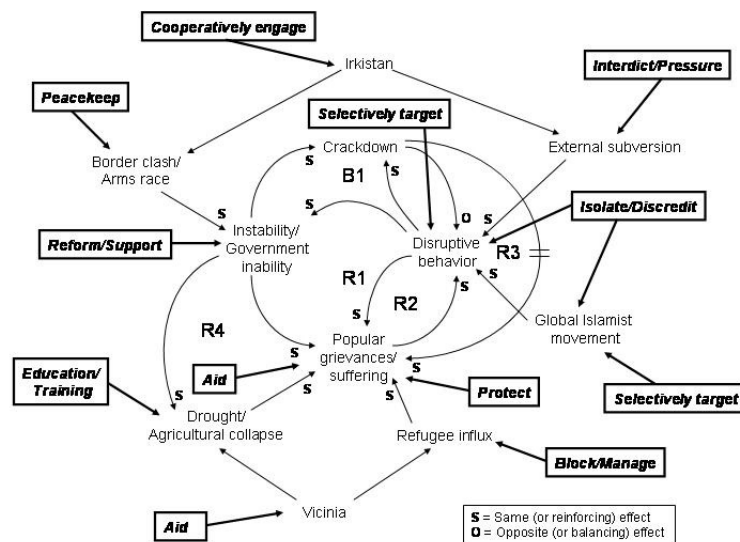 Cooperatively engage
Irkistan
Interdict/Pressure
Peacekeep
Selectively target
Border clash/
Arms race
Crackdown
External subversion
S
B1
S
S
S
O
S
Isolate/Discredit
Reform/Support
Instability/
Government
inability
Disruptive
behavior
R3
S
S
R1
R2
S
R4
Global Islamist
movement
Popular
grievances/
suffering
S
S
S
Education/
Training
Aid
S
S
S
Protect
Selectively target
Drought/
Agricultural collapse
Refugee influx
Block/Manage
Aid
Vicinia
S = Same (or reinforcing) effect
O = Opposite (or balancing) effect